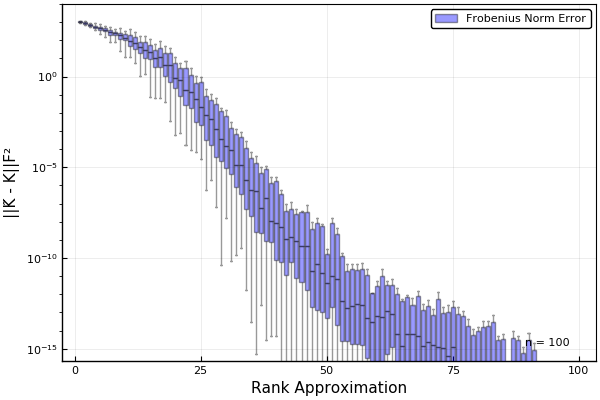 Frobenius Norm Error
||K - K||F²
10⁰
10⁻⁵
10⁻¹⁰
10⁻¹⁵
n = 100
0
25
50
75
100
Rank Approximation